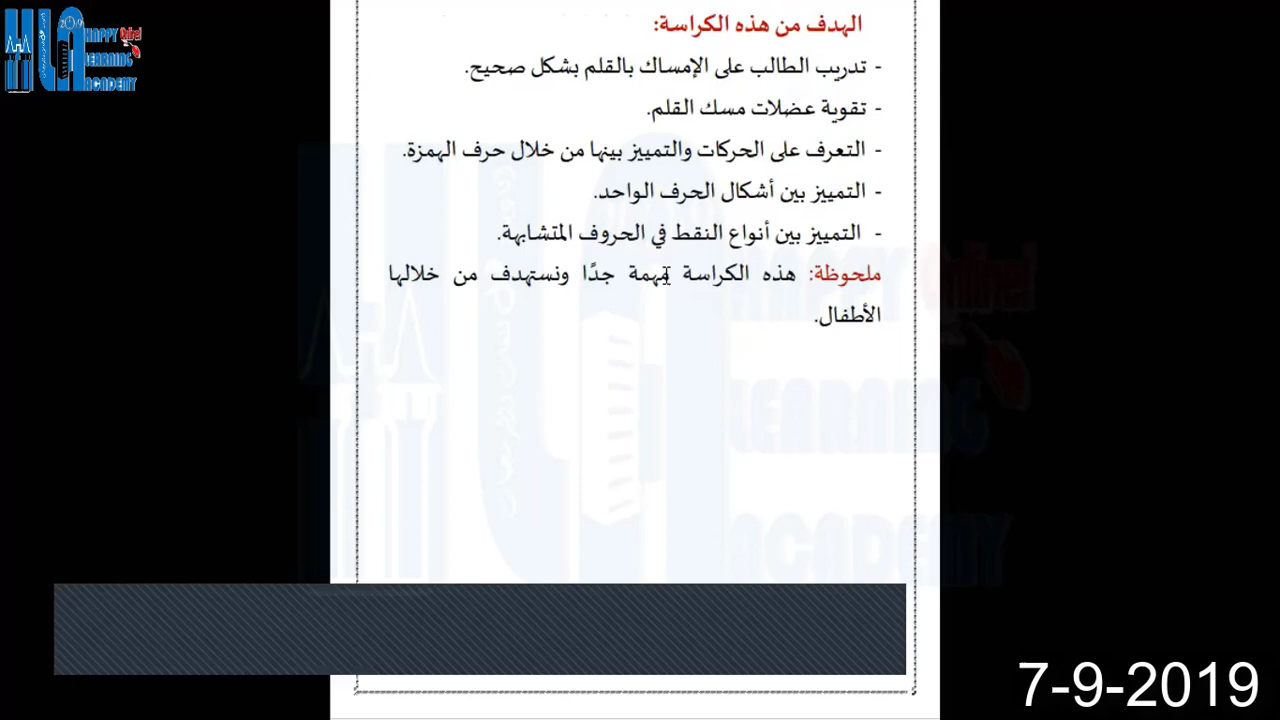 HAPPY
LEARNING
ACADEMY
الهدف من هذه الكراسة:
- تدريب الطالب على الإمساك بالقلم بشكل صحيح.
- تقوية عضلات مسك القلم.
- التعرف على الحركات والتمييز بينها من خلال حرف الهمزة.
- التمييز بين أشكال الحرف الواحد.
- التمييز بين أنواع النقط في الحروف المتشابهة.
ملحوظة: هذه الكراسة مهمة جدًا ونستهدف من خلالها
الأطفال.
7-9-2019